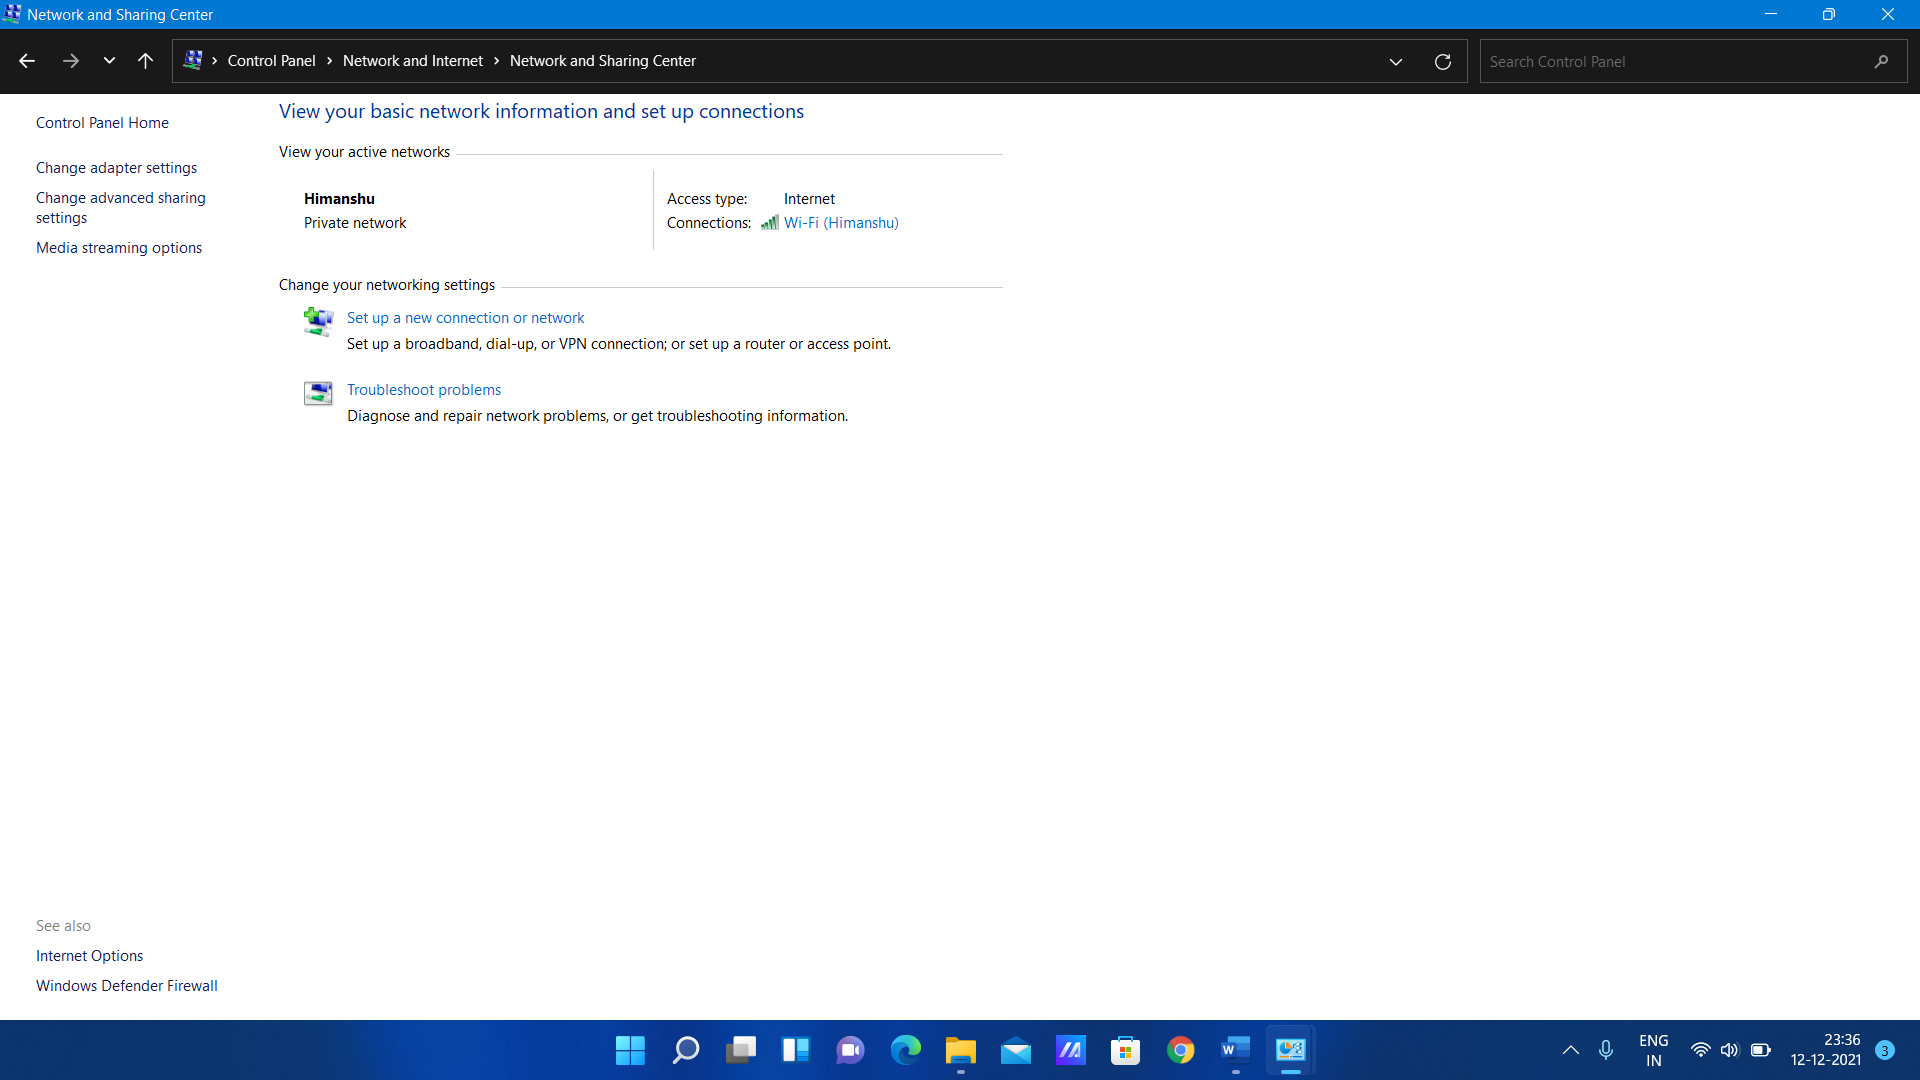 Network and Sharing Center
Control Panel › Network and Internet › Network and Sharing Center
Search Control Panel
Control Panel Home
Change adapter settings
Change advanced sharing
settings
Media streaming options
View your basic network information and set up connections
View your active networks
Himanshu
Private network
Access type: Internet
Connections: Wi-Fi (Himanshu)
Change your networking settings
Set up a new connection or network
Set up a broadband, dial-up, or VPN connection; or set up a router or access point.
Troubleshoot problems
Diagnose and repair network problems, or get troubleshooting information.
See also
Internet Options
Windows Defender Firewall
W
ENG
IN
23:36
12-12-2021
3